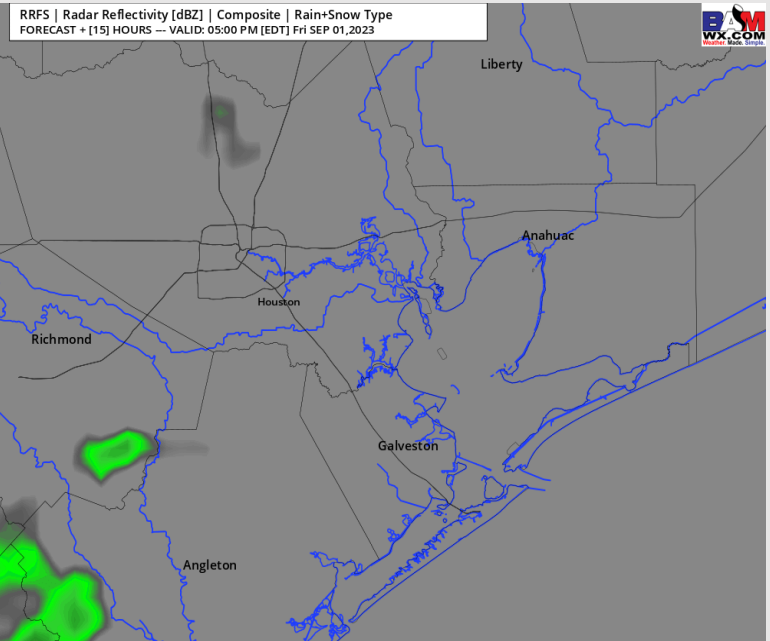 RRFS | Radar Reflectivity [dBZ] | Composite | Rain+Snow Type
FORECAST + [15] HOURS --- VALID: 05:00 PM [EDT] Fri SEP 01,2023
BAM
WX.COM
Weather. Made. Simple.
Liberty
Anahuac
Houston
Richmond
Galveston
Angleton